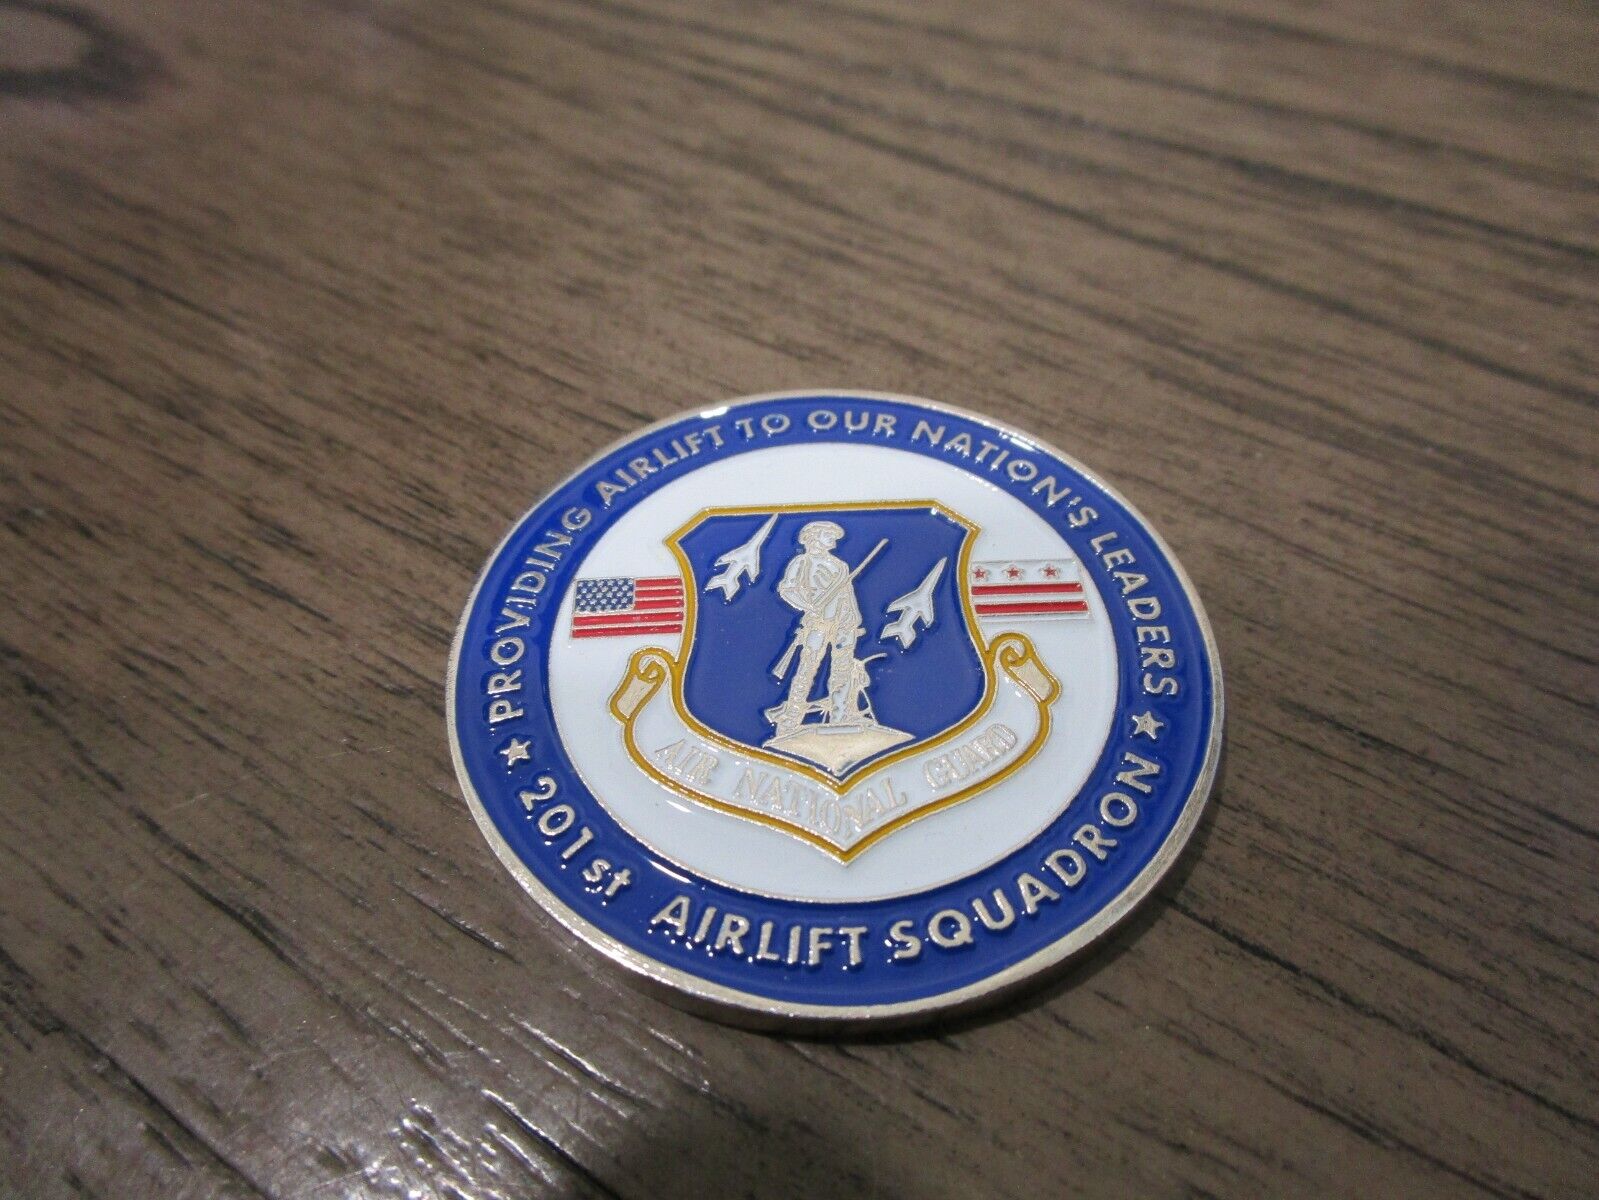 PROVIDING AIRLIFT TO OUR NATION'S LEADERS
AIR NATIONAL GUARD
201st AIRLIFT SQUADRON